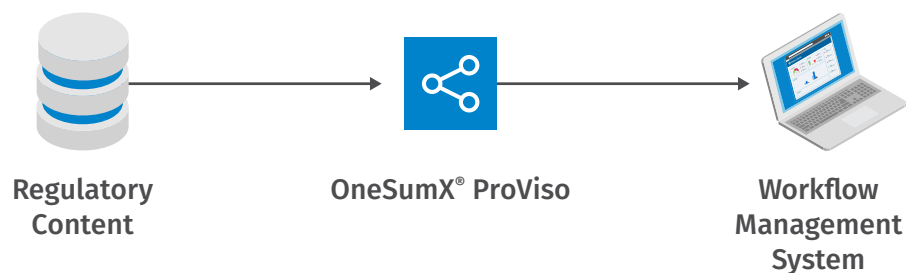 Regulatory
Content
OneSumX® ProViso
Workflow
Management
System